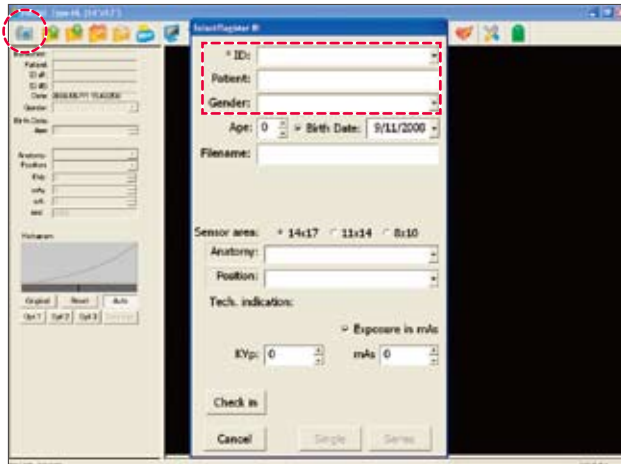 Select/Register ID
* ID:
Patient:
Gender:
Age: 0 Birth Date: 9/11/2008
Filename:
Sensor area: 14x17 11x14 8x10
Anatomy:
Position:
Tech. indication:
Exposure in mAs
KVp: 0 mAs 0
Check in
Cancel Single Series
Patient:
Gender
Birth Date:
Age
Anatomy:
Position
mAs
Histogram
Original Reset Auto
Opt 1 Opt 2 Opt 3